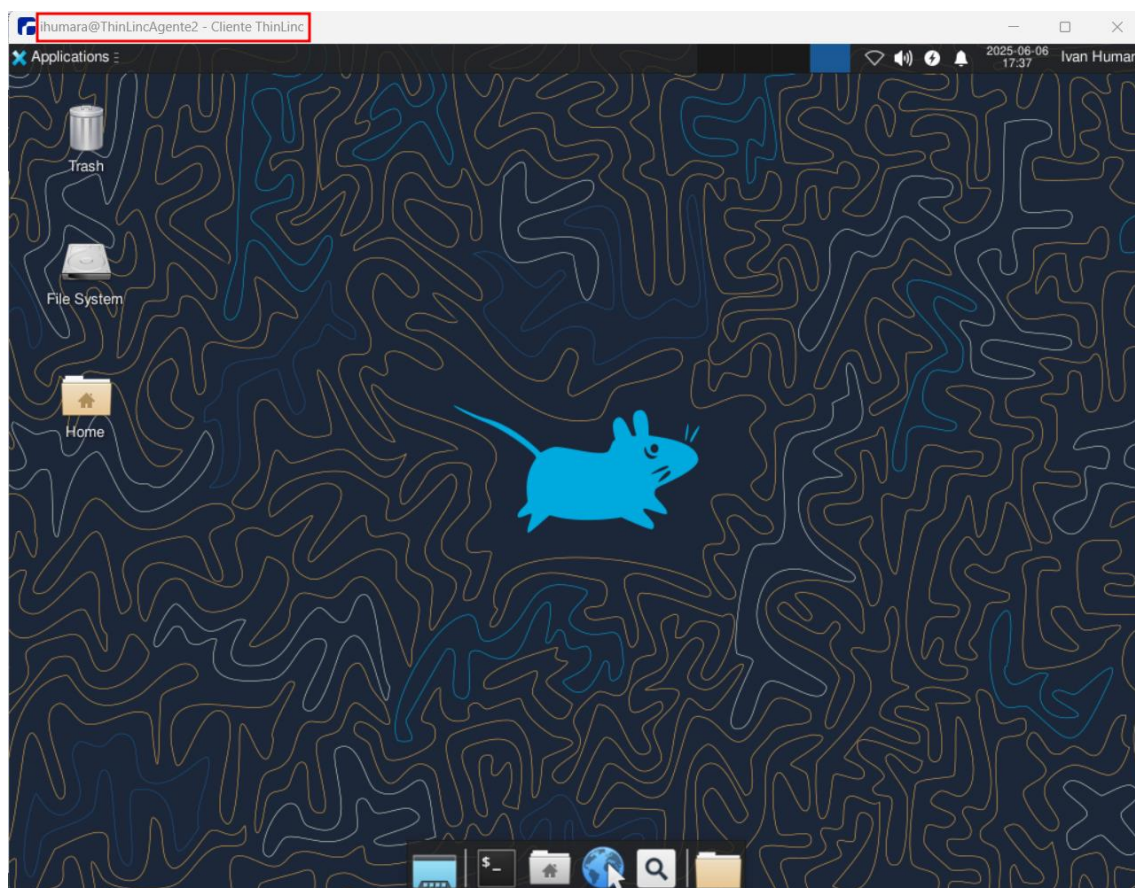 ihumara@ThinLincAgente2 - Cliente ThinLinc
Applications
2025-06-06
17:37
Ivan Humar
Trash
File System
Home
$_